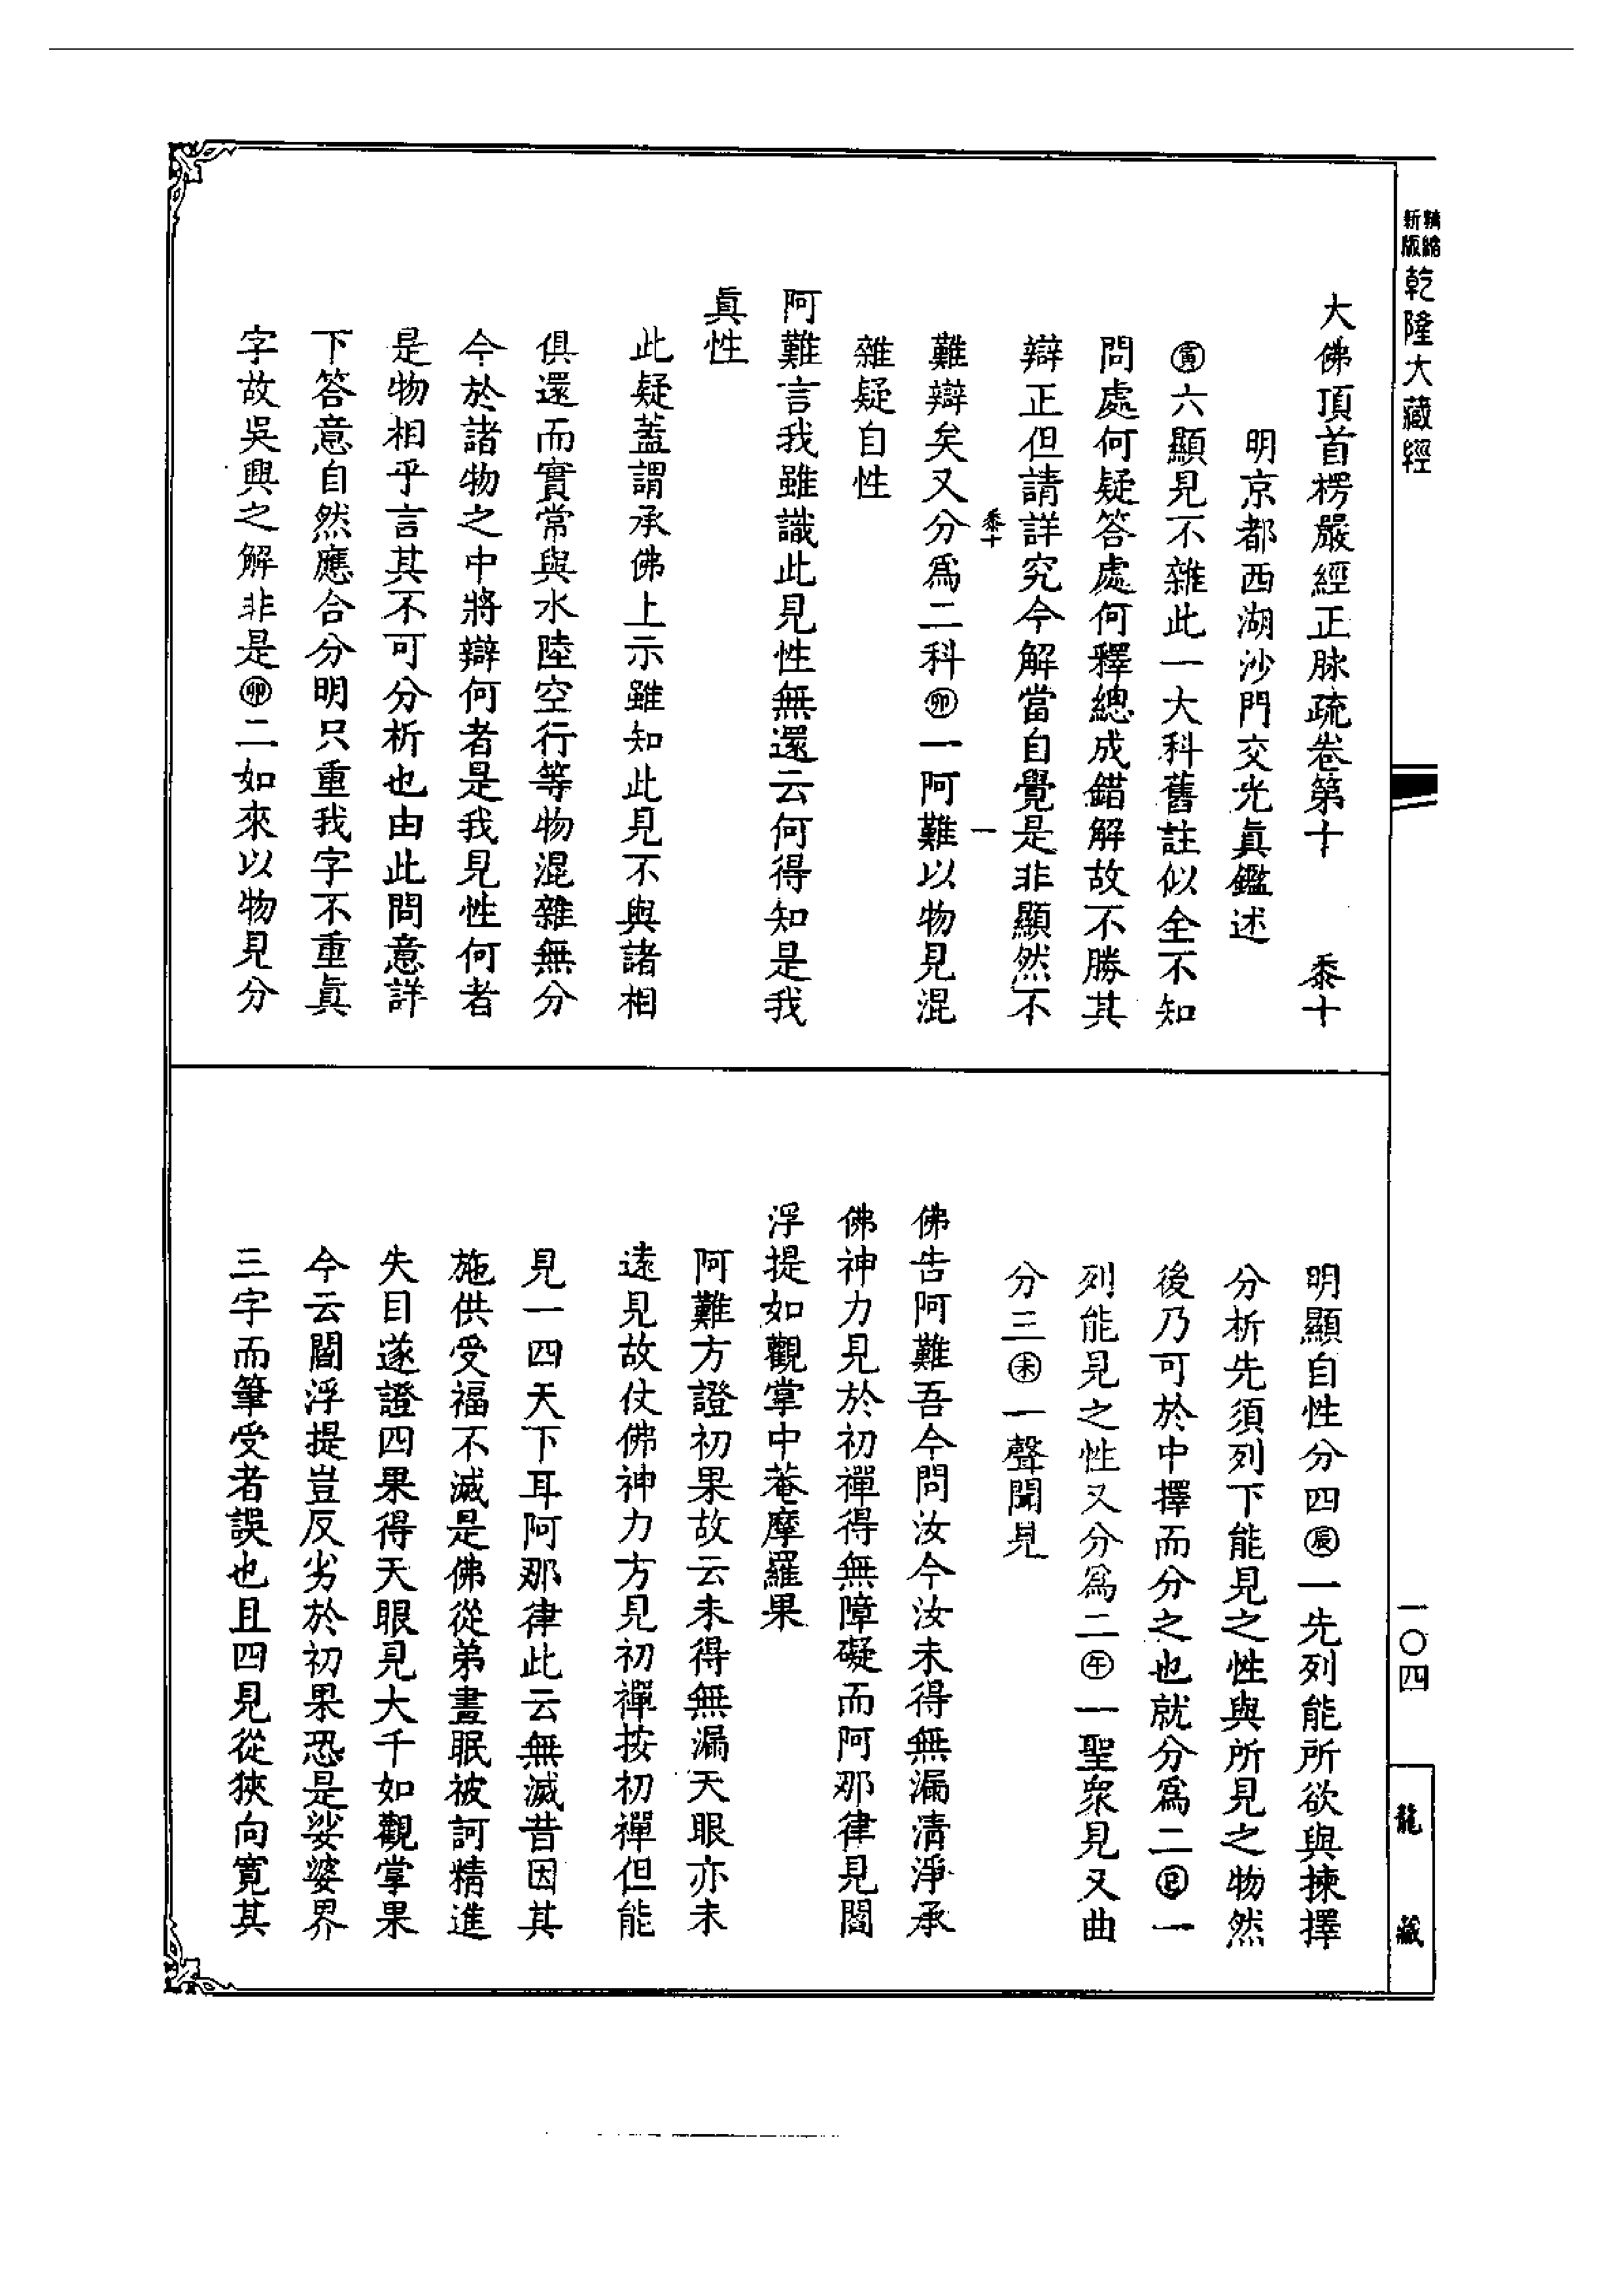 精縮
新版
乾隆大藏經
大佛頂首楞嚴經正脉疏卷第十 黍十
明京都西湖沙門交光眞鑑述
㊞六顯見不雜此一大科舊註似全不知
問處何疑答處何釋總成錯解故不勝其
辯正但請詳究今解當自覺是非顯然不
黍十 一
難辯矣又分爲二科卯一阿難以物見混
雜疑自性
阿難言我雖識此見性無還云何得知是我
眞性
此疑蓋謂承佛上示雖知此見不與諸相
俱還而實常與水陸空行等物混雜無分
今於諸物之中將辯何者是我見性何者
是物相乎言其不可分析也由此問意詳
下答意自然應合分明只重我字不重眞
字故吳興之解非是卯二如來以物見分
明顯自性分四辰一先列能所欲與揀擇
分析先須列下能見之性與所見之物然
後乃可於中擇而分之也就分爲二巳一
列能見之性又分爲二午一聖衆見又曲
分三未一聲聞見
佛告阿難吾今問汝今汝未得無漏清淨承
佛神力見於初禪得無障礙而阿那律見閻
浮提如觀掌中菴摩羅果
阿難方證初果故云未得無漏天眼亦未
遠見故仗佛神力方見初禪按初禪但能
見一四天下耳阿那律此云無滅昔因其
施供受福不滅是佛從弟晝眠被訶精進
失目遂證四果得天眼見大千如觀掌果
今云閻浮提豈反劣於初果恐是娑婆界
三字而筆受者誤也且四見從狹向寬其
一〇四
龍藏